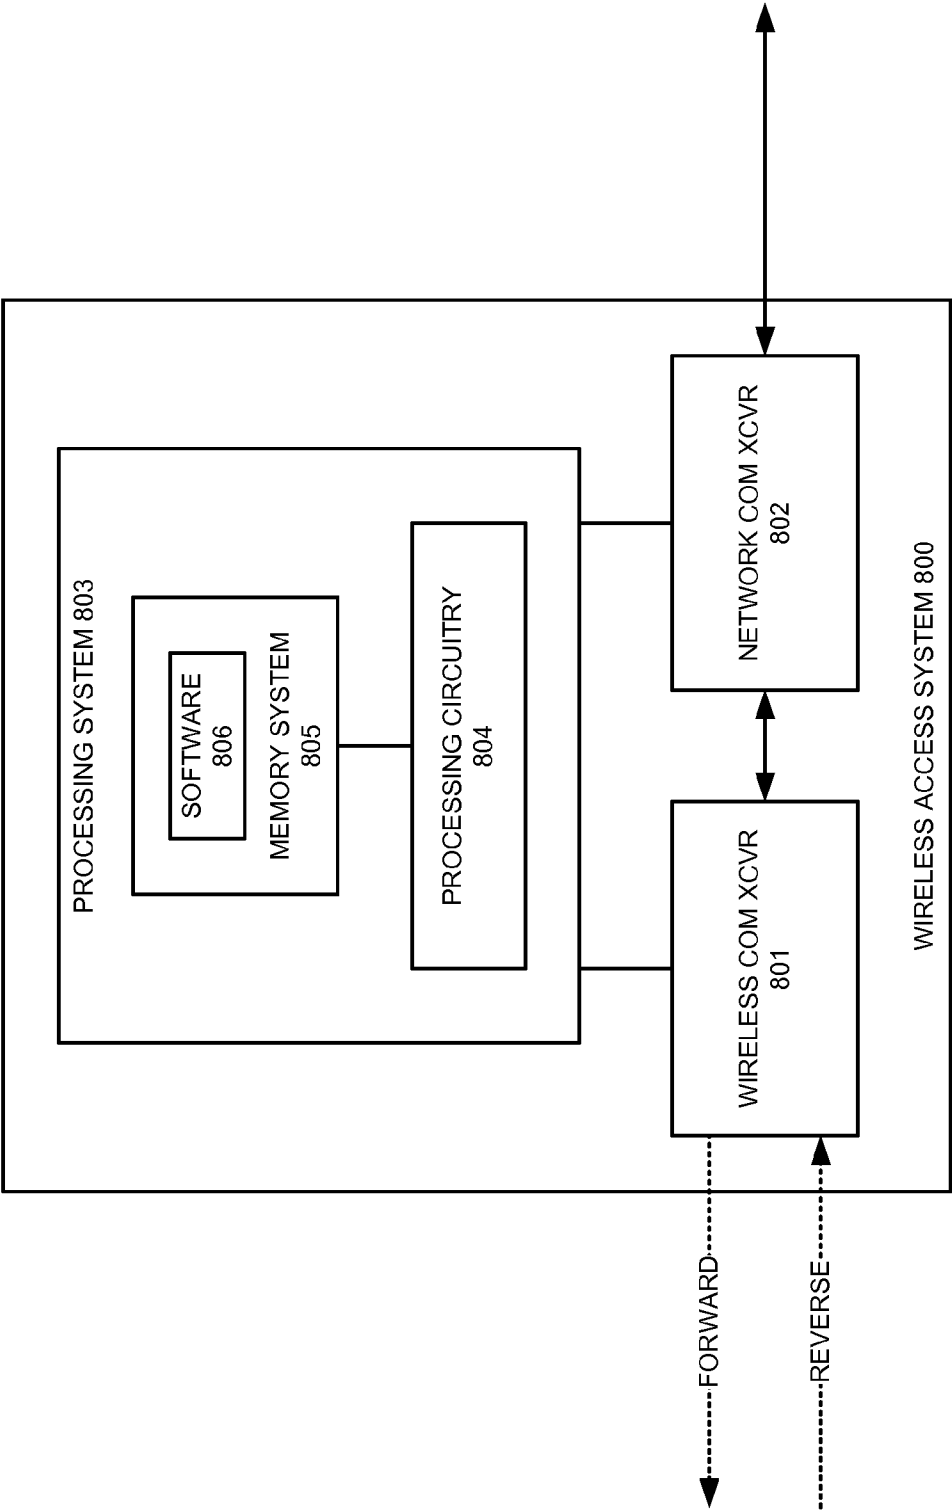 PROCESSING SYSTEM 803
SOFTWARE
806
MEMORY SYSTEM
805
PROCESSING CIRCUITRY
804
WIRELESS COM XCVR
801
NETWORK COM XCVR
802
FORWARD
REVERSE
WIRELESS ACCESS SYSTEM 800